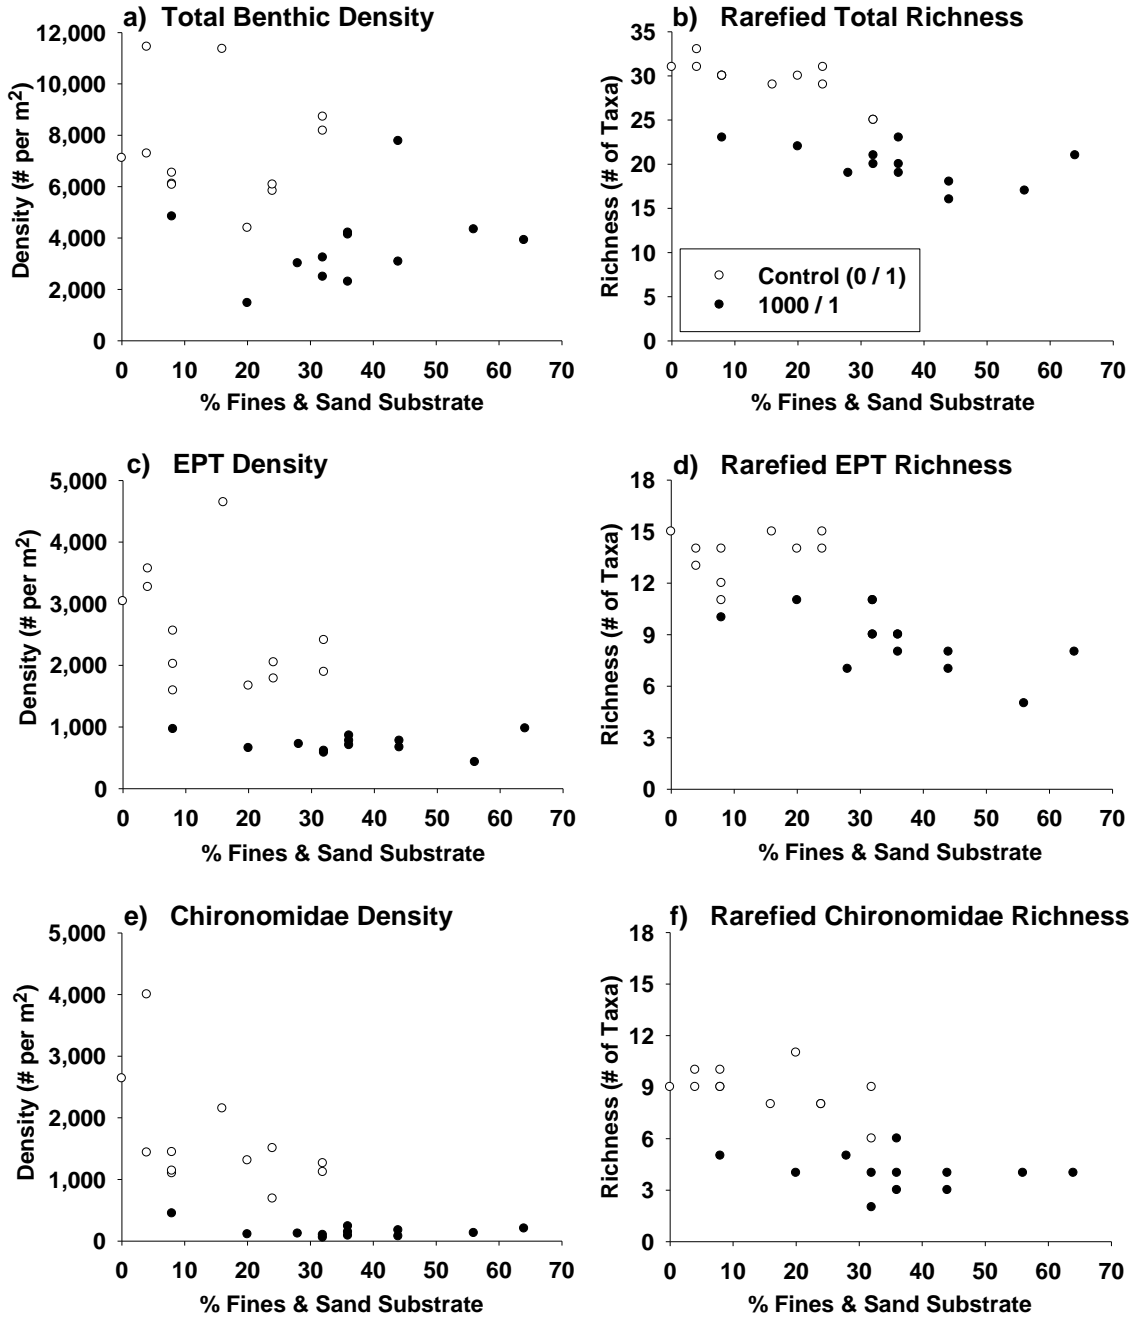 a) Total Benthic Density
12,000
10,000
8,000
6,000
4,000
2,000
0
Density (# per m²)
0 10 20 30 40 50 60 70
% Fines & Sand Substrate
b) Rarefied Total Richness
35
30
25
20
15
10
5
0
Richness (# of Taxa)
Control (0 / 1)
1000 / 1
0 10 20 30 40 50 60 70
% Fines & Sand Substrate
c) EPT Density
5,000
4,000
3,000
2,000
1,000
0
Density (# per m²)
0 10 20 30 40 50 60 70
% Fines & Sand Substrate
d) Rarefied EPT Richness
18
15
12
9
6
3
0
Richness (# of Taxa)
0 10 20 30 40 50 60 70
% Fines & Sand Substrate
e) Chironomidae Density
5,000
4,000
3,000
2,000
1,000
0
Density (# per m²)
0 10 20 30 40 50 60 70
% Fines & Sand Substrate
f) Rarefied Chironomidae Richness
18
15
12
9
6
3
0
Richness (# of Taxa)
0 10 20 30 40 50 60 70
% Fines & Sand Substrate